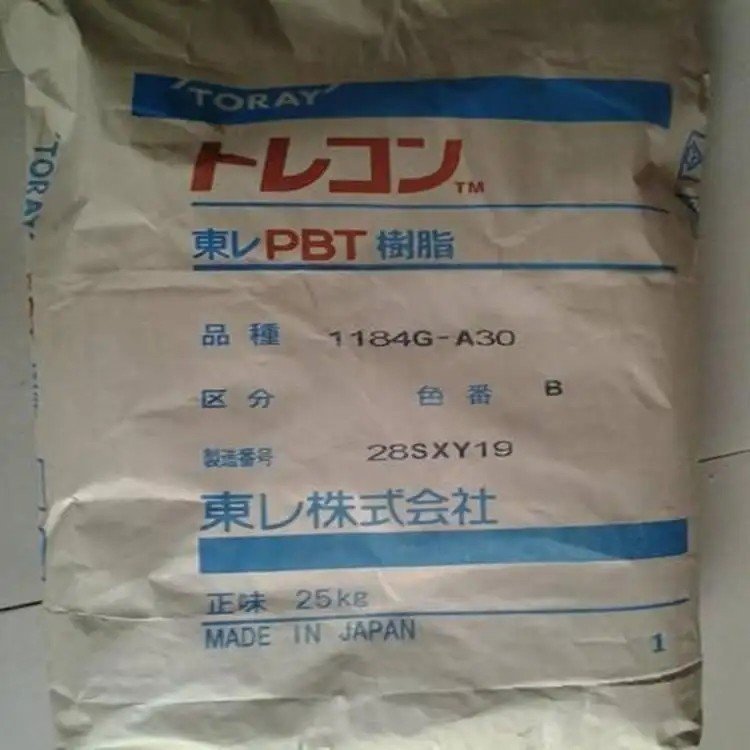 TORAY
トレコン™
東レPBT樹脂
品種 1184G-A30
区分 色番 B
製造番号 28SXY19
東レ株式会社
正味 25kg
MADE IN JAPAN
1
TORAY